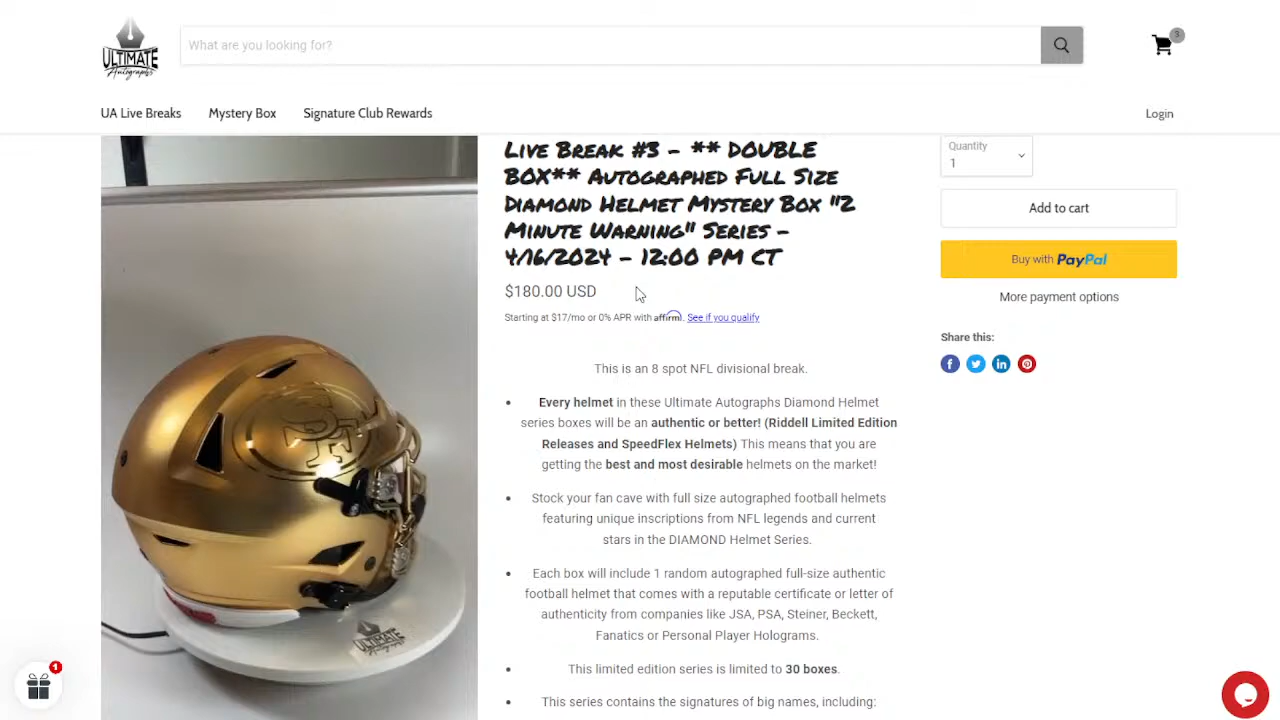 ULTIMATE
Autographs
What are you looking for?
3
UA Live Breaks
Mystery Box
Signature Club Rewards
Login
Live Break #3 - ** DOUBLE
BOX** Autographed Full Size
Diamond Helmet Mystery Box "2
Minute Warning" Series -
4/16/2024 - 12:00 PM CT
$180.00 USD
Starting at $17/mo or 0% APR with affirm. See if you qualify
This is an 8 spot NFL divisional break.
Every helmet in these Ultimate Autographs Diamond Helmet
series boxes will be an authentic or better! (Riddell Limited Edition
Releases and SpeedFlex Helmets) This means that you are
getting the best and most desirable helmets on the market!
Stock your fan cave with full size autographed football helmets
featuring unique inscriptions from NFL legends and current
stars in the DIAMOND Helmet Series.
Each box will include 1 random autographed full-size authentic
football helmet that comes with a reputable certificate or letter of
authenticity from companies like JSA, PSA, Steiner, Beckett,
Fanatics or Personal Player Holograms.
This limited edition series is limited to 30 boxes.
This series contains the signatures of big names, including:
Quantity
1
Add to cart
Buy with PayPal
More payment options
Share this:
SF
ULTIMATE
1